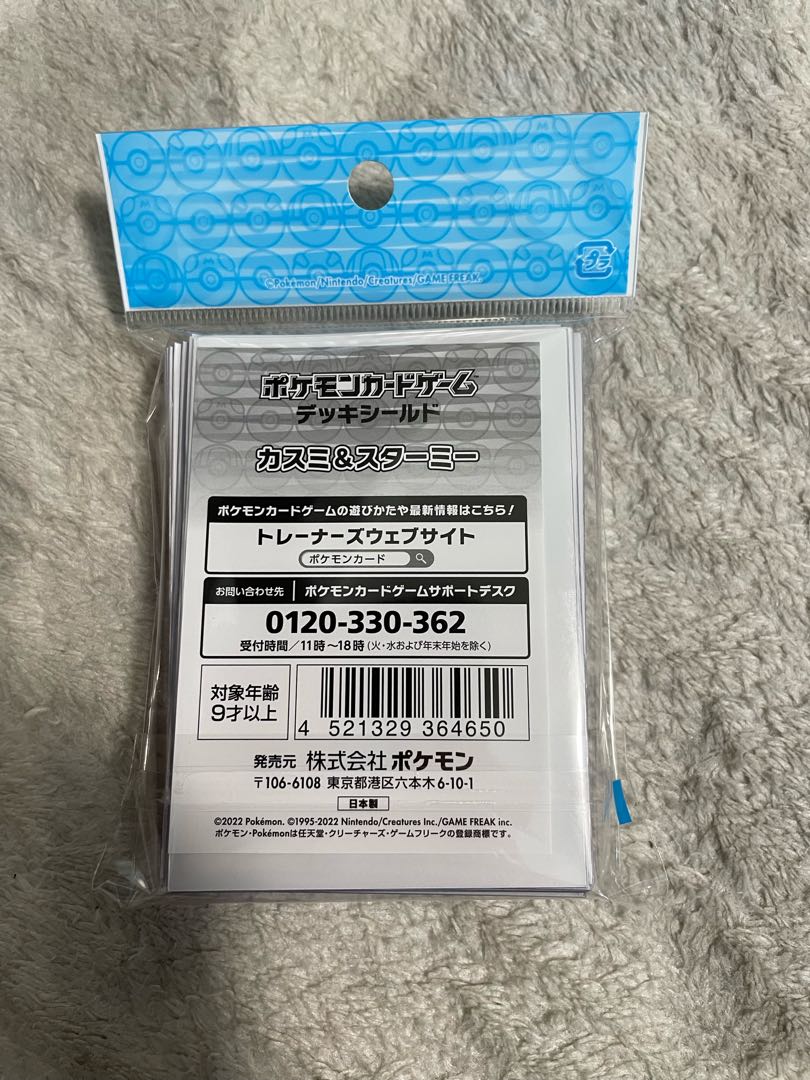 プラ
©Pokémon/Nintendo/Creatures/GAME FREAK.
ポケモンカードゲーム™
デッキシールド
カスミ&スターミー
ポケモンカードゲームの遊びかたや最新情報はこちら！
トレーナーズウェブサイト
ポケモンカード
お問い合わせ先 ポケモンカードゲームサポートデスク
0120-330-362
受付時間／11時～18時(火・水および年末年始を除く)
対象年齢
9才以上
4 521329 364650
発売元 株式会社ポケモン
〒106-6108 東京都港区六本木6-10-1
日本製
©2022 Pokémon. ©1995-2022 Nintendo/Creatures Inc./GAME FREAK inc.
ポケモン・Pokémonは任天堂・クリーチャーズ・ゲームフリークの登録商標です。